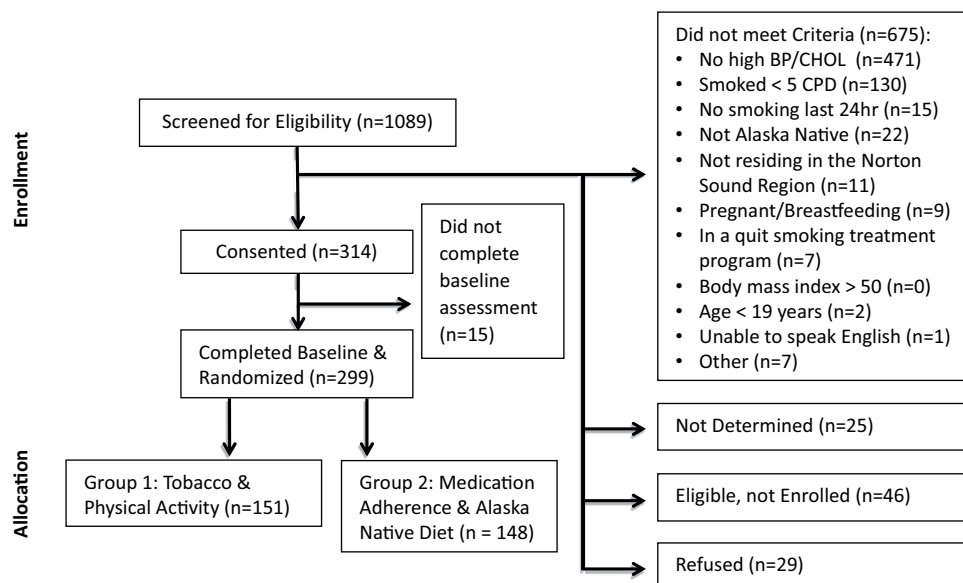 Enrollment
Screened for Eligibility (n=1089)
Consented (n=314)
Did not
complete
baseline
assessment
(n=15)
Completed Baseline &
Randomized (n=299)
Did not meet Criteria (n=675):
• No high BP/CHOL (n=471)
• Smoked < 5 CPD (n=130)
• No smoking last 24hr (n=15)
• Not Alaska Native (n=22)
• Not residing in the Norton
Sound Region (n=11)
• Pregnant/Breastfeeding (n=9)
• In a quit smoking treatment
program (n=7)
• Body mass index > 50 (n=0)
• Age < 19 years (n=2)
• Unable to speak English (n=1)
• Other (n=7)
Not Determined (n=25)
Eligible, not Enrolled (n=46)
Refused (n=29)
Allocation
Group 1: Tobacco &
Physical Activity (n=151)
Group 2: Medication
Adherence & Alaska
Native Diet (n = 148)